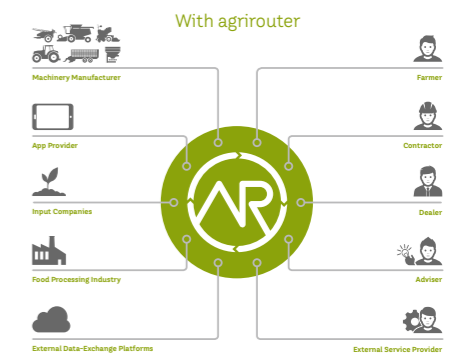 With agrirouter
Machinery Manufacturer
Farmer
App Provider
Contractor
Input Companies
Dealer
AR
Food Processing Industry
Adviser
External Data-Exchange Platforms
External Service Provider